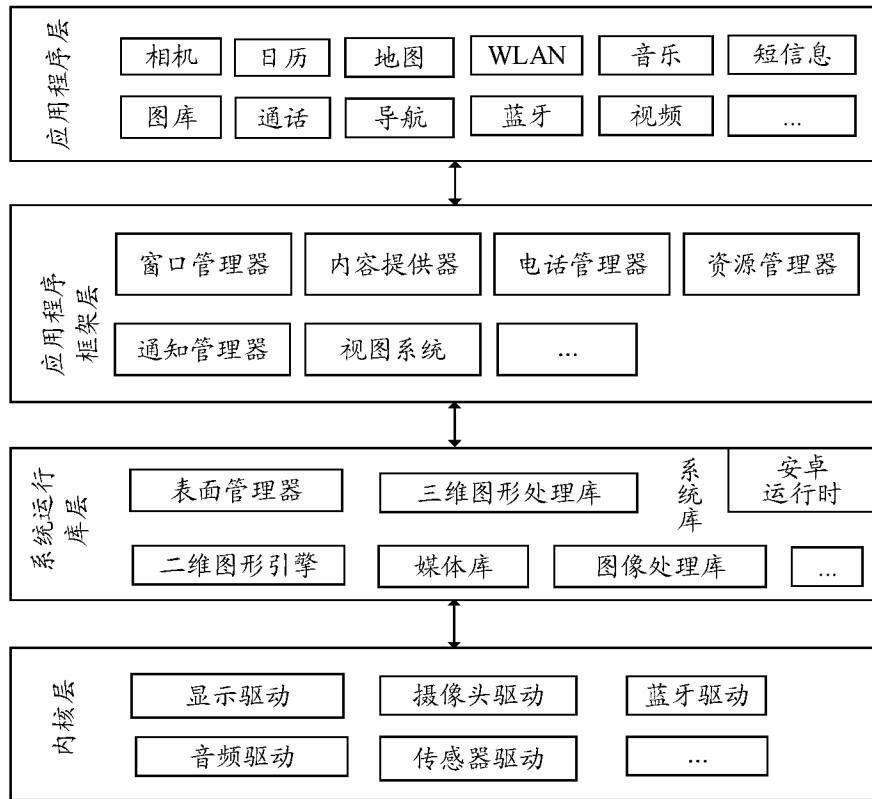 应用程序层
相机 日历 地图 WLAN 音乐 短信息
图库 通话 导航 蓝牙 视频 ...
应用程序
框架层
窗口管理器 内容提供器 电话管理器 资源管理器
通知管理器 视图系统 ...
系统运行
库层
表面管理器 三维图形处理库
系统库
安卓
运行时
二维图形引擎 媒体库 图像处理库 ...
内核层
显示驱动 摄像头驱动 蓝牙驱动
音频驱动 传感器驱动 ...